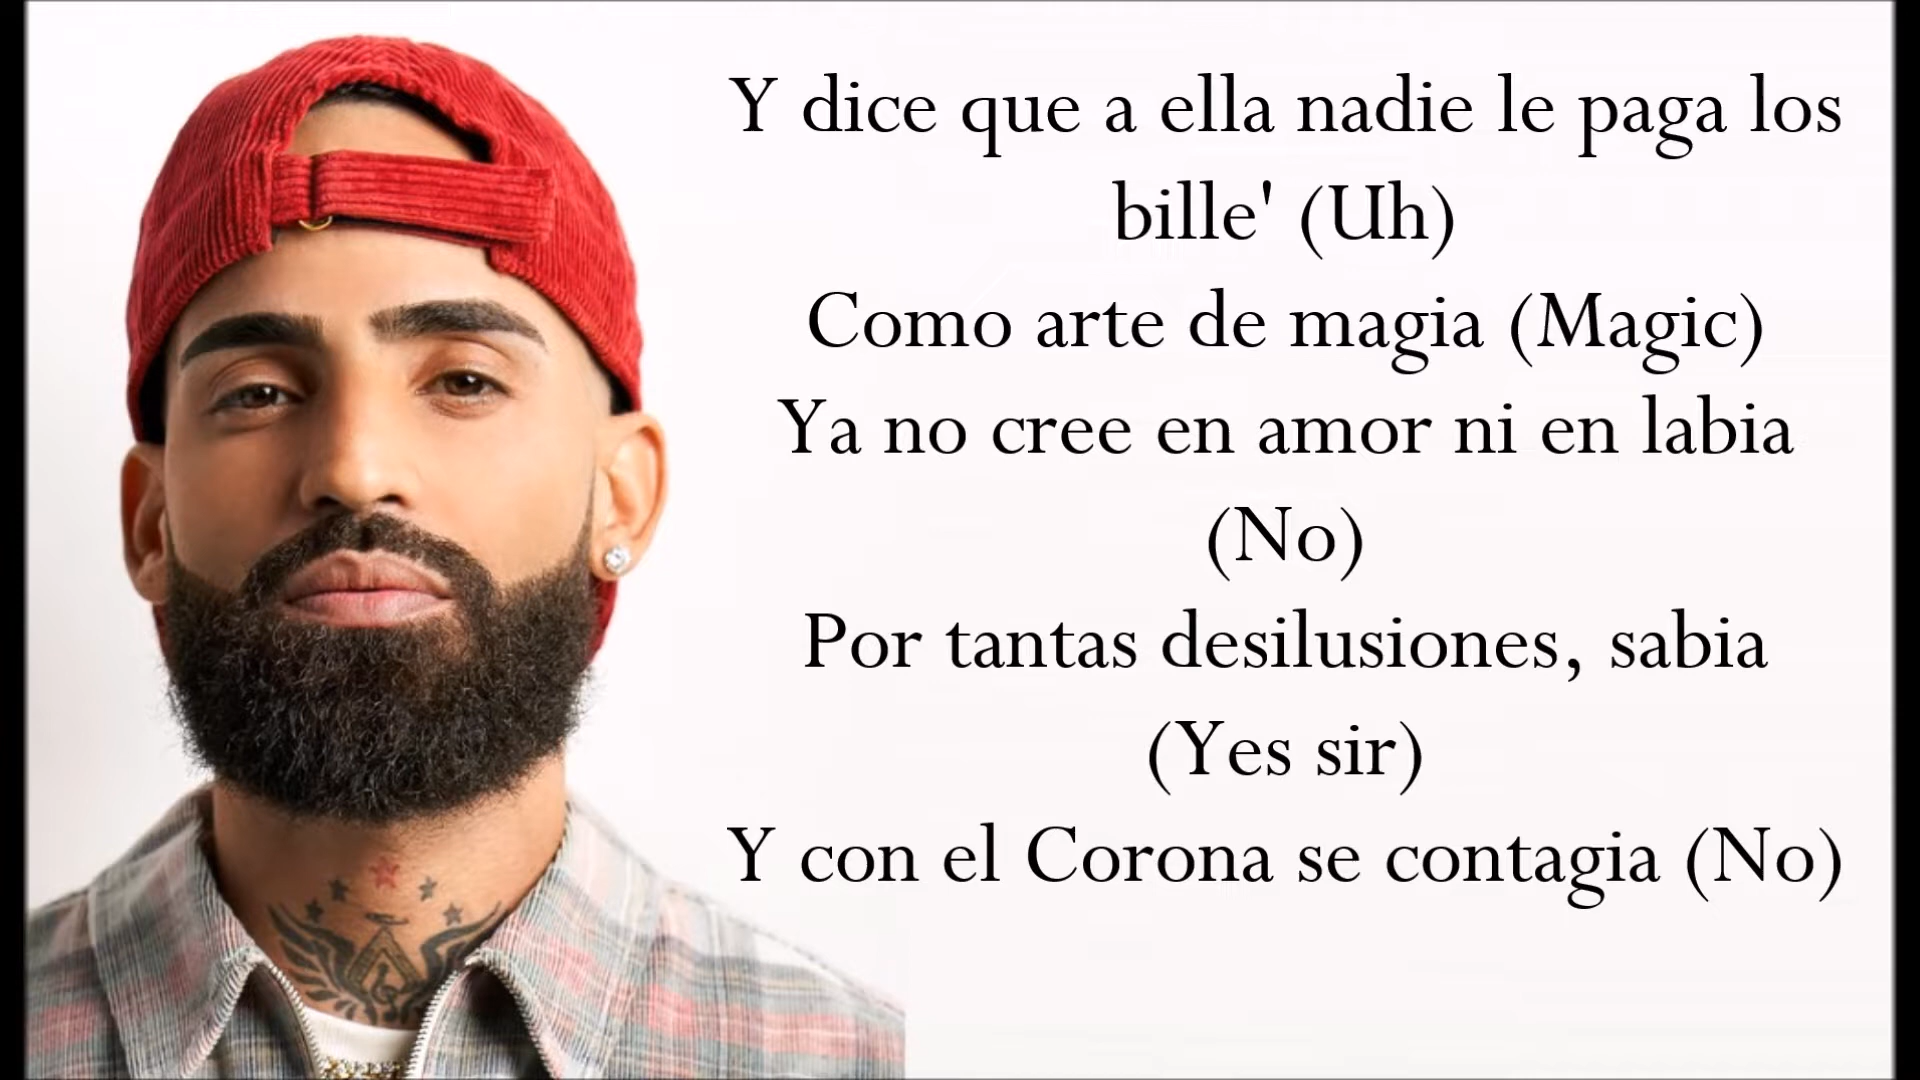 Y dice que a ella nadie le paga los
bille' (Uh)
Como arte de magia (Magic)
Ya no cree en amor ni en labia
(No)
Por tantas desilusiones, sabia
(Yes sir)
Y con el Corona se contagia (No)